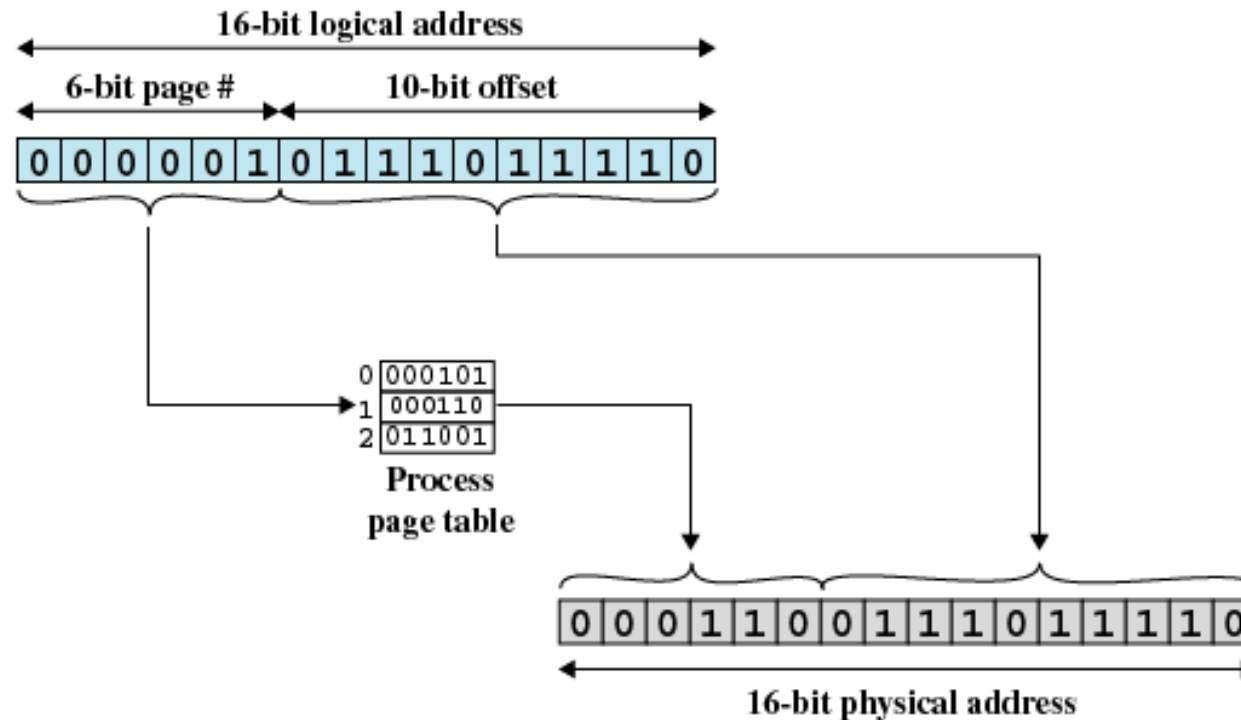 16-bit logical address
6-bit page #
10-bit offset
0 0 0 0 0 1 0 1 1 1 0 1 1 1 1 0
0 000101
1 000110
2 011001
Process
page table
0 0 0 1 1 0 0 1 1 1 0 1 1 1 1 0
16-bit physical address